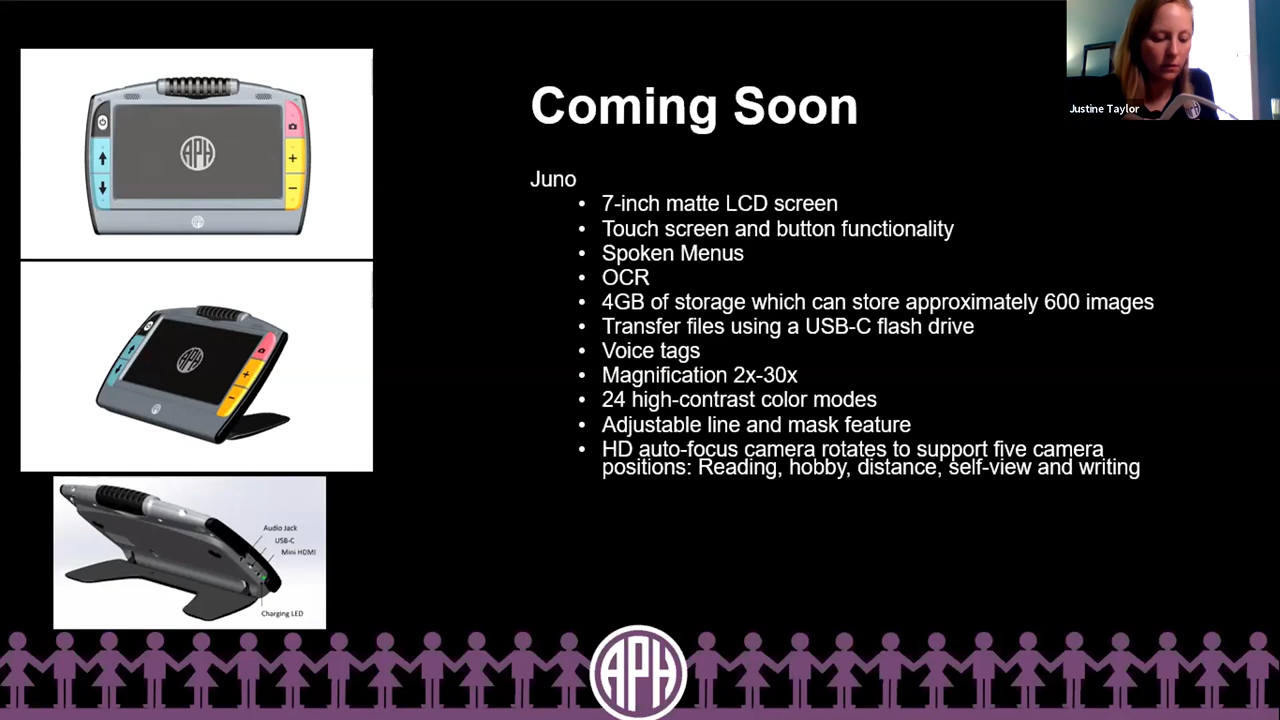 Coming Soon
Justine Taylor
Juno
• 7-inch matte LCD screen
• Touch screen and button functionality
• Spoken Menus
• OCR
• 4GB of storage which can store approximately 600 images
• Transfer files using a USB-C flash drive
• Voice tags
• Magnification 2x-30x
• 24 high-contrast color modes
• Adjustable line and mask feature
• HD auto-focus camera rotates to support five camera
positions: Reading, hobby, distance, self-view and writing
APH
APH
Audio Jack
USB-C
Mini HDMI
Charging LED
APH